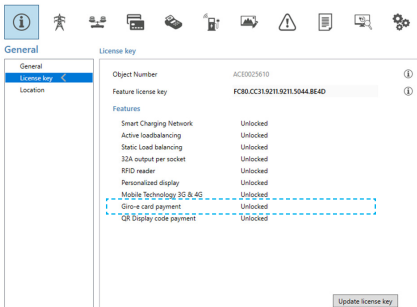 General
License key
General
License key
Location
Object Number ACE0025610
Feature license key FC80.CC31.9211.9211.5044.BE4D
Features
Smart Charging Network Unlocked
Active loadbalancing Unlocked
Static Load balancing Unlocked
32A output per socket Unlocked
RFID reader Unlocked
Personalized display Unlocked
Mobile Technology 3G & 4G Unlocked
Giro-e card payment Unlocked
QR Display code payment Unlocked
Update license key